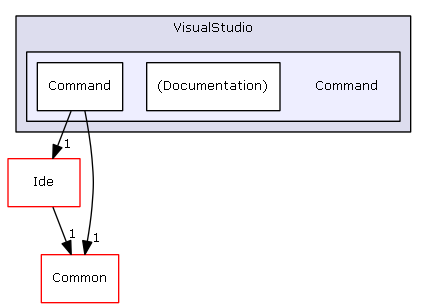 VisualStudio
Command (Documentation) Command
1
Ide
1 1
Common